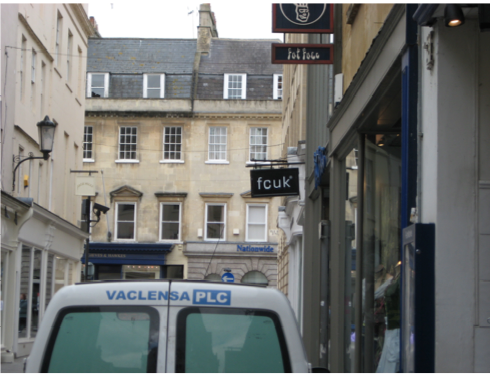 Fat Face
fcuk
Nationwide
VACLENSA PLC